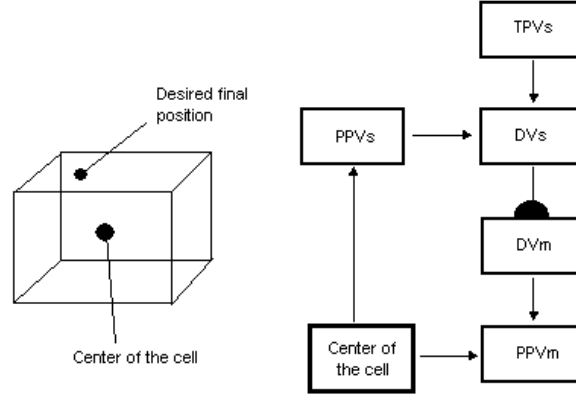 Desired final
position
Center of the cell
TPVs
PPVs
DVs
DVm
Center of
the cell
PPVm